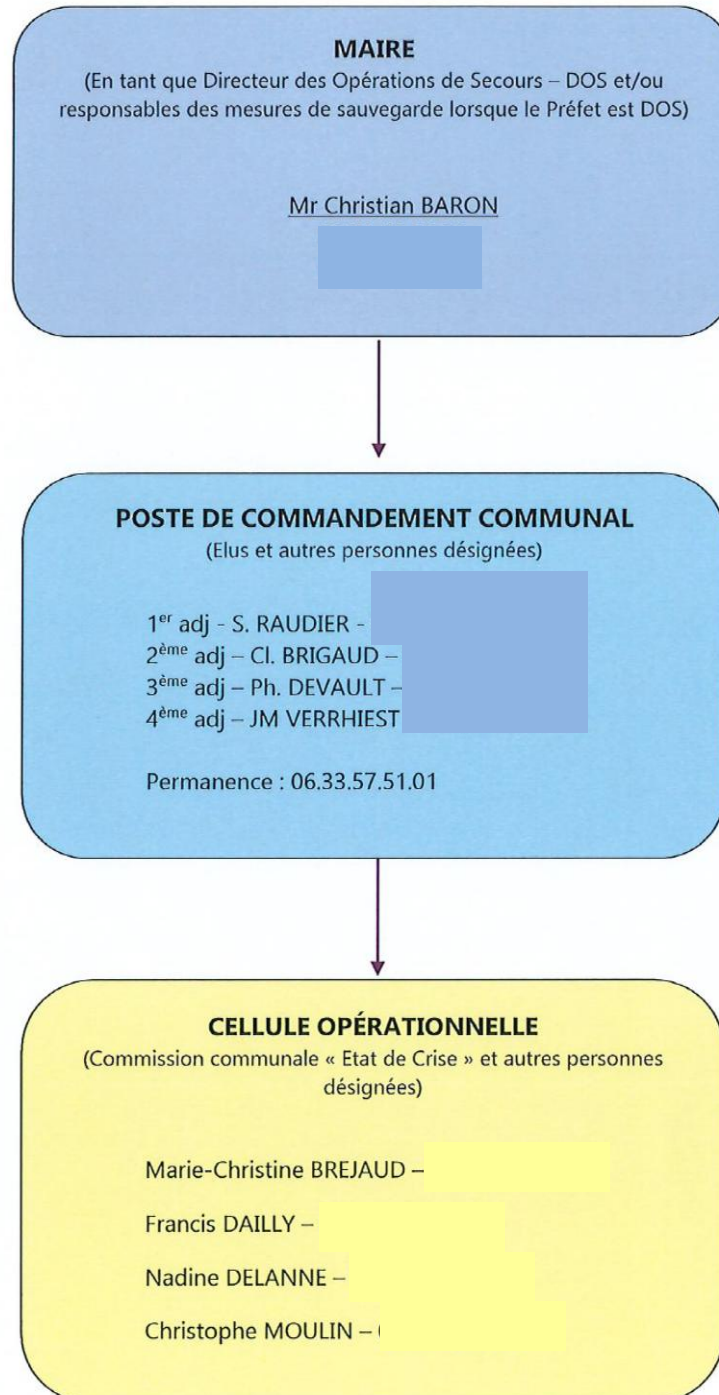 MAIRE
(En tant que Directeur des Opérations de Secours – DOS et/ou
responsables des mesures de sauvegarde lorsque le Préfet est DOS)
Mr Christian BARON
POSTE DE COMMANDEMENT COMMUNAL
(Elus et autres personnes désignées)
1er adj - S. RAUDIER -
2ème adj – Cl. BRIGAUD –
3ème adj – Ph. DEVAULT –
4ème adj – JM VERRHIEST
Permanence : 06.33.57.51.01
CELLULE OPÉRATIONNELLE
(Commission communale « Etat de Crise » et autres personnes
désignées)
Marie-Christine BREJAUD –
Francis DAILLY –
Nadine DELANNE –
Christophe MOULIN –